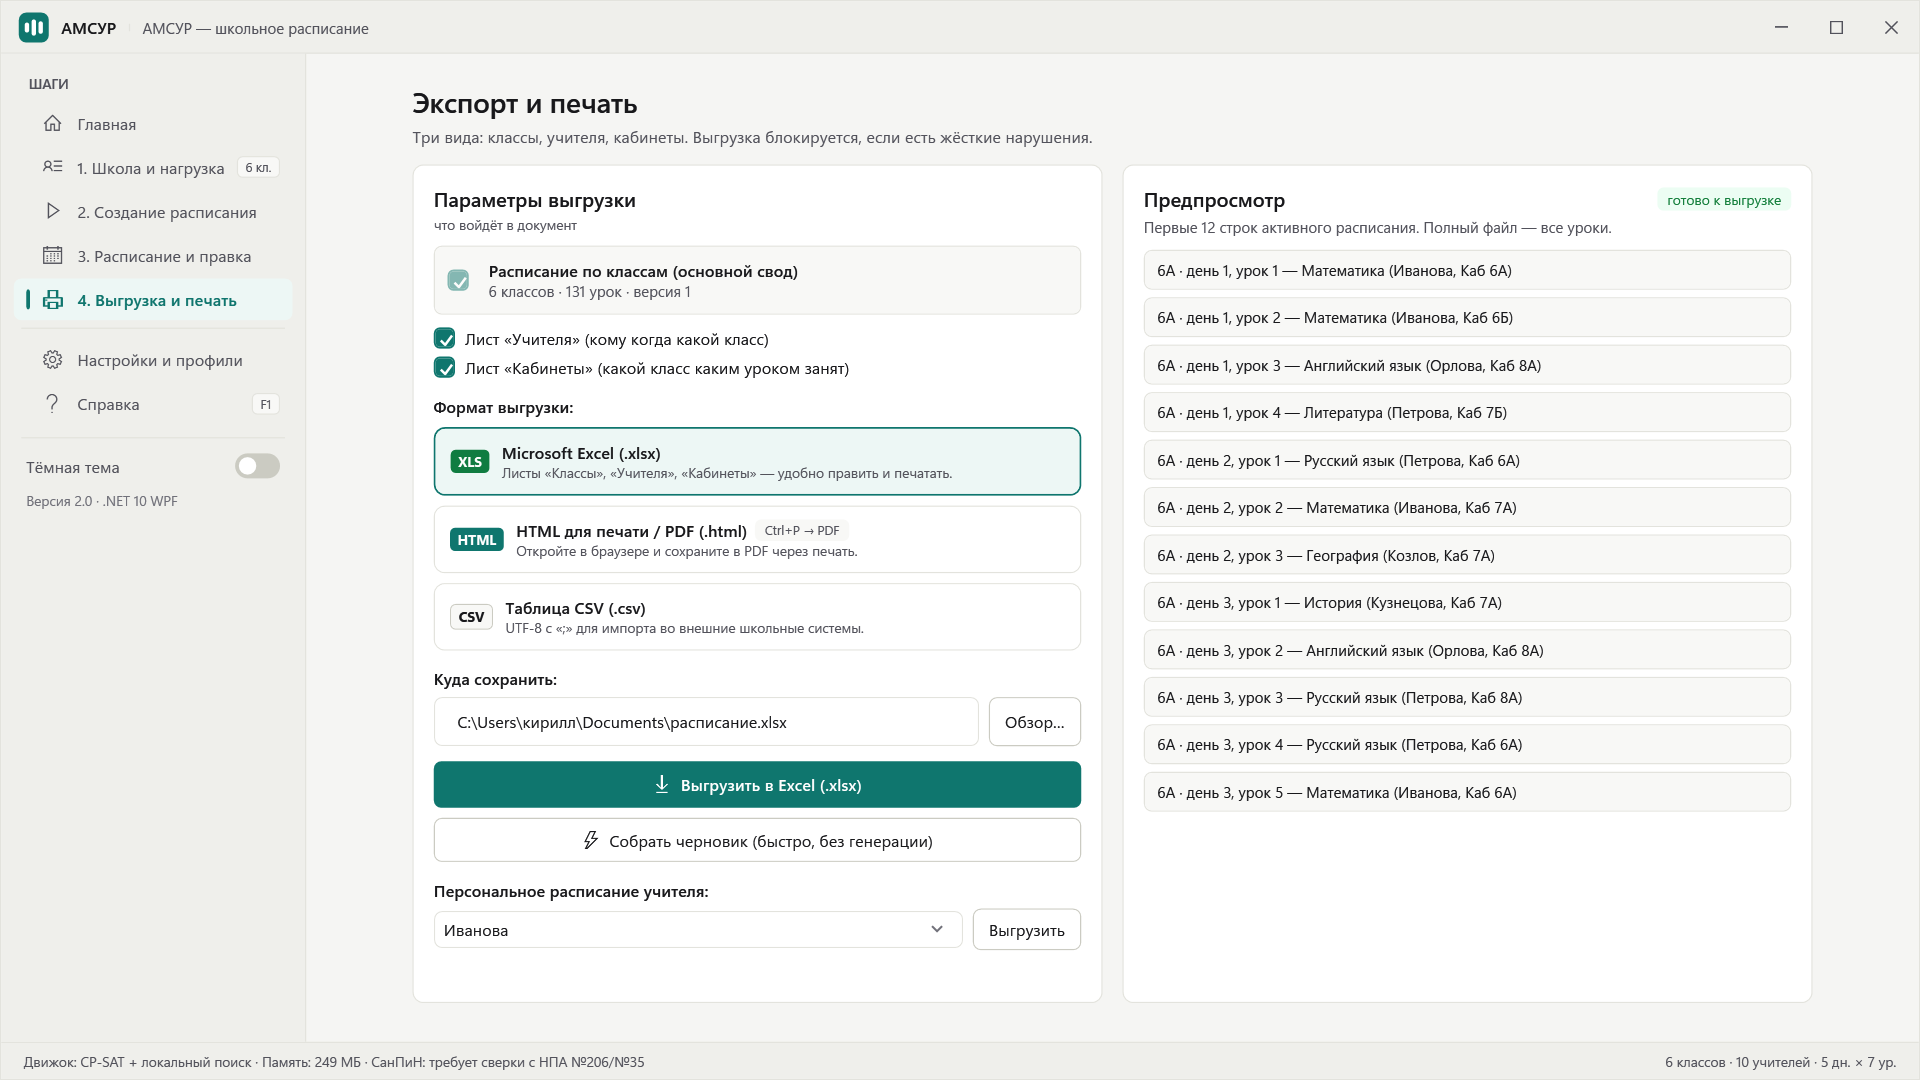 АМСУР
АМСУР — школьное расписание
ШАГИ
Главная
1. Школа и нагрузка
6 кл.
2. Создание расписания
3. Расписание и правка
4. Выгрузка и печать
Настройки и профили
Справка
F1
Тёмная тема
Версия 2.0 · .NET 10 WPF
Экспорт и печать
Три вида: классы, учителя, кабинеты. Выгрузка блокируется, если есть жёсткие нарушения.
Параметры выгрузки
что войдёт в документ
Расписание по классам (основной свод)
6 классов · 131 урок · версия 1
Лист «Учителя» (кому когда какой класс)
Лист «Кабинеты» (какой класс каким уроком занят)
Формат выгрузки:
XLS
Microsoft Excel (.xlsx)
Листы «Классы», «Учителя», «Кабинеты» — удобно править и печатать.
HTML
HTML для печати / PDF (.html)
Ctrl+P → PDF
Откройте в браузере и сохраните в PDF через печать.
CSV
Таблица CSV (.csv)
UTF-8 с «;» для импорта во внешние школьные системы.
Куда сохранить:
C:\Users\кирилл\Documents\расписание.xlsx
Обзор...
Выгрузить в Excel (.xlsx)
Собрать черновик (быстро, без генерации)
Персональное расписание учителя:
Иванова
Выгрузить
Предпросмотр
готово к выгрузке
Первые 12 строк активного расписания. Полный файл — все уроки.
6А · день 1, урок 1 — Математика (Иванова, Каб 6А)
6А · день 1, урок 2 — Математика (Иванова, Каб 6Б)
6А · день 1, урок 3 — Английский язык (Орлова, Каб 8А)
6А · день 1, урок 4 — Литература (Петрова, Каб 7Б)
6А · день 2, урок 1 — Русский язык (Петрова, Каб 6А)
6А · день 2, урок 2 — Математика (Иванова, Каб 7А)
6А · день 2, урок 3 — География (Козлов, Каб 7А)
6А · день 3, урок 1 — История (Кузнецова, Каб 7А)
6А · день 3, урок 2 — Английский язык (Орлова, Каб 8А)
6А · день 3, урок 3 — Русский язык (Петрова, Каб 8А)
6А · день 3, урок 4 — Русский язык (Петрова, Каб 6А)
6А · день 3, урок 5 — Математика (Иванова, Каб 6А)
Движок: CP-SAT + локальный поиск · Память: 249 МБ · СанПиН: требует сверки с НПА №206/№35
6 классов · 10 учителей · 5 дн. × 7 ур.